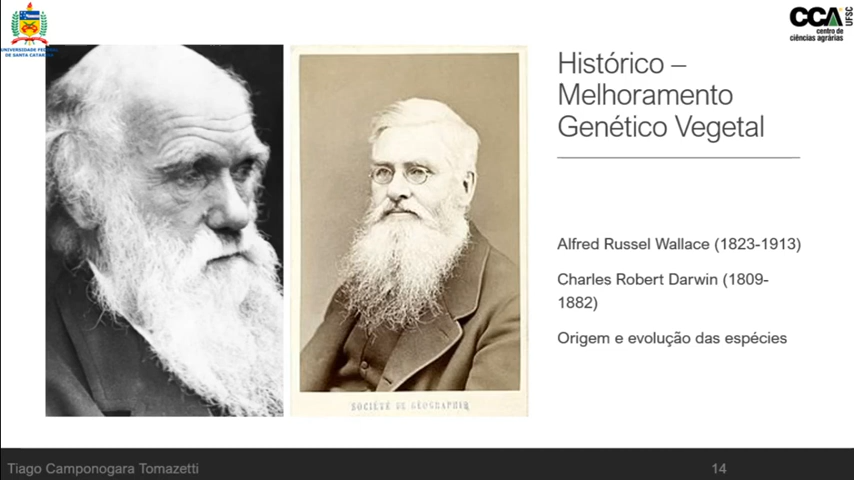 UNIVERSIDADE FEDERAL
DE SANTA CATARINA
CCA
UFSC
centro de
ciências agrárias
Histórico –
Melhoramento
Genético Vegetal
Alfred Russel Wallace (1823-1913)
Charles Robert Darwin (1809-
1882)
Origem e evolução das espécies
SOCIÉTÉ DE GÉOGRAPHIE
Tiago Camponogara Tomazetti
14